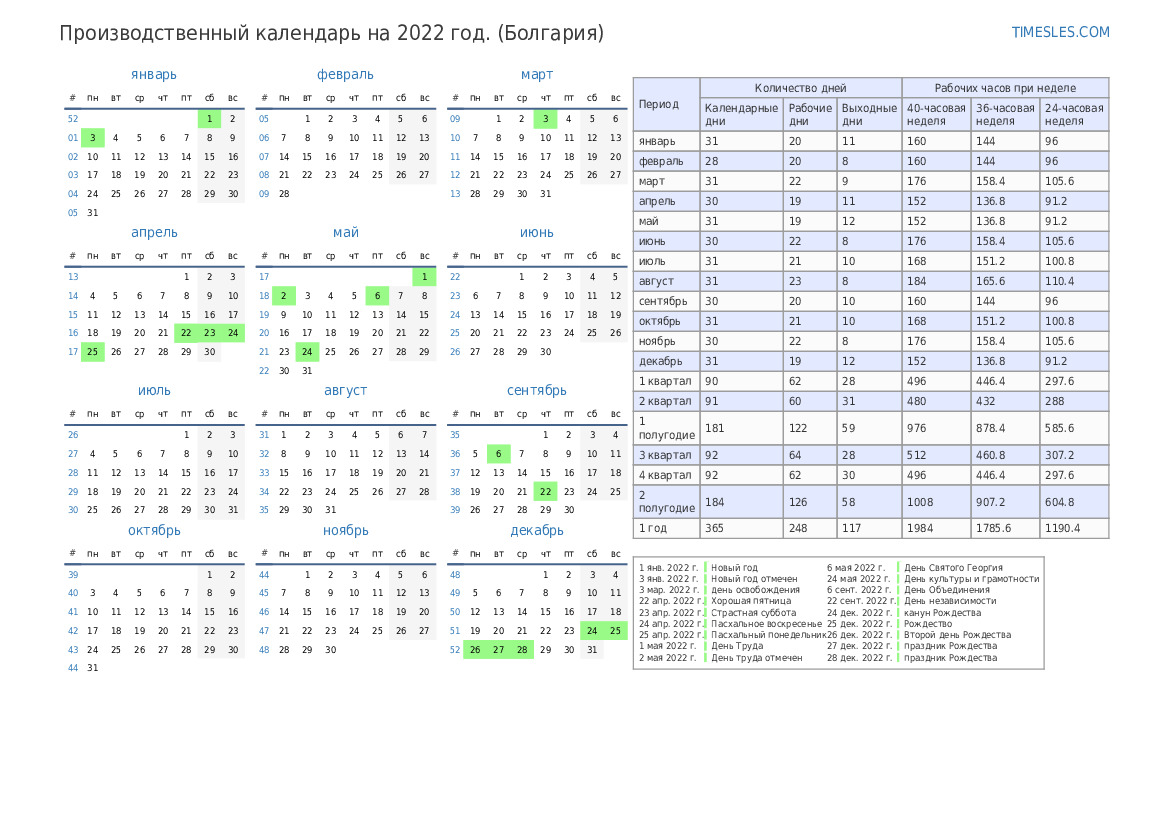 Производственный календарь на 2022 год. (Болгария)
TIMESLES.COM
январь
# пн вт ср чт пт сб вс
52 1 2
01 3 4 5 6 7 8 9
02 10 11 12 13 14 15 16
03 17 18 19 20 21 22 23
04 24 25 26 27 28 29 30
05 31
февраль
# пн вт ср чт пт сб вс
05 1 2 3 4 5 6
06 7 8 9 10 11 12 13
07 14 15 16 17 18 19 20
08 21 22 23 24 25 26 27
09 28
март
# пн вт ср чт пт сб вс
09 1 2 3 4 5 6
10 7 8 9 10 11 12 13
11 14 15 16 17 18 19 20
12 21 22 23 24 25 26 27
13 28 29 30 31
апрель
# пн вт ср чт пт сб вс
13 1 2 3
14 4 5 6 7 8 9 10
15 11 12 13 14 15 16 17
16 18 19 20 21 22 23 24
17 25 26 27 28 29 30
май
# пн вт ср чт пт сб вс
17 1
18 2 3 4 5 6 7 8
19 9 10 11 12 13 14 15
20 16 17 18 19 20 21 22
21 23 24 25 26 27 28 29
22 30 31
июнь
# пн вт ср чт пт сб вс
22 1 2 3 4 5
23 6 7 8 9 10 11 12
24 13 14 15 16 17 18 19
25 20 21 22 23 24 25 26
26 27 28 29 30
июль
# пн вт ср чт пт сб вс
26 1 2 3
27 4 5 6 7 8 9 10
28 11 12 13 14 15 16 17
29 18 19 20 21 22 23 24
30 25 26 27 28 29 30 31
август
# пн вт ср чт пт сб вс
31 1 2 3 4 5 6 7
32 8 9 10 11 12 13 14
33 15 16 17 18 19 20 21
34 22 23 24 25 26 27 28
35 29 30 31
сентябрь
# пн вт ср чт пт сб вс
35 1 2 3 4
36 5 6 7 8 9 10 11
37 12 13 14 15 16 17 18
38 19 20 21 22 23 24 25
39 26 27 28 29 30
октябрь
# пн вт ср чт пт сб вс
39 1 2
40 3 4 5 6 7 8 9
41 10 11 12 13 14 15 16
42 17 18 19 20 21 22 23
43 24 25 26 27 28 29 30
44 31
ноябрь
# пн вт ср чт пт сб вс
44 1 2 3 4 5 6
45 7 8 9 10 11 12 13
46 14 15 16 17 18 19 20
47 21 22 23 24 25 26 27
48 28 29 30
декабрь
# пн вт ср чт пт сб вс
48 1 2 3 4
49 5 6 7 8 9 10 11
50 12 13 14 15 16 17 18
51 19 20 21 22 23 24 25
52 26 27 28 29 30 31
Период Количество дней Рабочих часов при неделе
Календарные дни Рабочие дни Выходные дни 40-часовая неделя 36-часовая неделя 24-часовая неделя
январь 31 20 11 160 144 96
февраль 28 20 8 160 144 96
март 31 22 9 176 158.4 105.6
апрель 30 19 11 152 136.8 91.2
май 31 19 12 152 136.8 91.2
июнь 30 22 8 176 158.4 105.6
июль 31 21 10 168 151.2 100.8
август 31 23 8 184 165.6 110.4
сентябрь 30 20 10 160 144 96
октябрь 31 21 10 168 151.2 100.8
ноябрь 30 22 8 176 158.4 105.6
декабрь 31 19 12 152 136.8 91.2
1 квартал 90 62 28 496 446.4 297.6
2 квартал 91 60 31 480 432 288
1 полугодие 181 122 59 976 878.4 585.6
3 квартал 92 64 28 512 460.8 307.2
4 квартал 92 62 30 496 446.4 297.6
2 полугодие 184 126 58 1008 907.2 604.8
1 год 365 248 117 1984 1785.6 1190.4
1 янв. 2022 г. Новый год
3 янв. 2022 г. Новый год отмечен
3 мар. 2022 г. день освобождения
22 апр. 2022 г. Хорошая пятница
23 апр. 2022 г. Страстная суббота
24 апр. 2022 г. Пасхальное воскресенье
25 апр. 2022 г. Пасхальный понедельник
1 мая 2022 г. День Труда
2 мая 2022 г. День труда отмечен
6 мая 2022 г. День Святого Георгия
24 мая 2022 г. День культуры и грамотности
6 сент. 2022 г. День Объединения
22 сент. 2022 г. День независимости
24 дек. 2022 г. канун Рождества
25 дек. 2022 г. Рождество
26 дек. 2022 г. Второй день Рождества
27 дек. 2022 г. праздник Рождества
28 дек. 2022 г. праздник Рождества